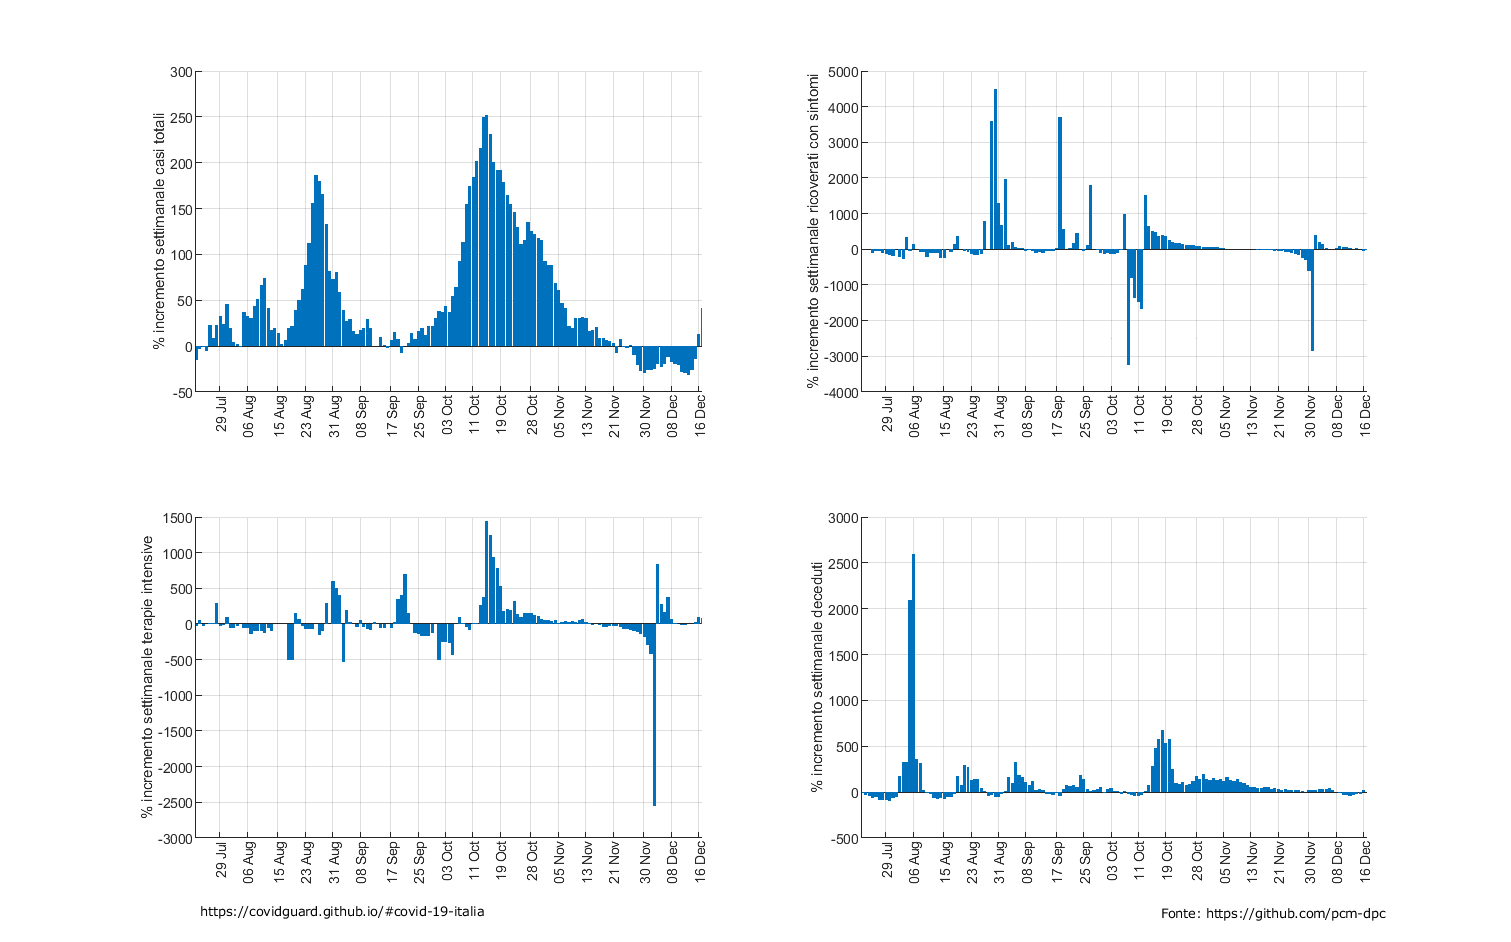 % incremento settimanale casi totali
300
250
200
150
100
50
0
-50
29 Jul
06 Aug
15 Aug
23 Aug
31 Aug
08 Sep
17 Sep
25 Sep
03 Oct
11 Oct
19 Oct
28 Oct
05 Nov
13 Nov
21 Nov
30 Nov
08 Dec
16 Dec
% incremento settimanale ricoverati con sintomi
5000
4000
3000
2000
1000
0
-1000
-2000
-3000
-4000
29 Jul
06 Aug
15 Aug
23 Aug
31 Aug
08 Sep
17 Sep
25 Sep
03 Oct
11 Oct
19 Oct
28 Oct
05 Nov
13 Nov
21 Nov
30 Nov
08 Dec
16 Dec
% incremento settimanale terapie intensive
1500
1000
500
0
-500
-1000
-1500
-2000
-2500
-3000
29 Jul
06 Aug
15 Aug
23 Aug
31 Aug
08 Sep
17 Sep
25 Sep
03 Oct
11 Oct
19 Oct
28 Oct
05 Nov
13 Nov
21 Nov
30 Nov
08 Dec
16 Dec
% incremento settimanale deceduti
3000
2500
2000
1500
1000
500
0
-500
29 Jul
06 Aug
15 Aug
23 Aug
31 Aug
08 Sep
17 Sep
25 Sep
03 Oct
11 Oct
19 Oct
28 Oct
05 Nov
13 Nov
21 Nov
30 Nov
08 Dec
16 Dec
https://covidguard.github.io/#covid-19-italia
Fonte: https://github.com/pcm-dpc